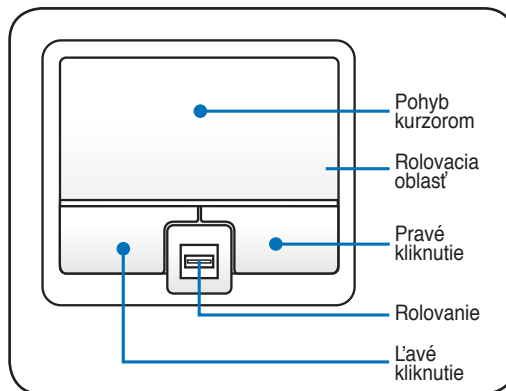 Pohyb
kurzorom
Rolovacia
oblasť
Pravé
kliknutie
Rolovanie
Ľavé
kliknutie